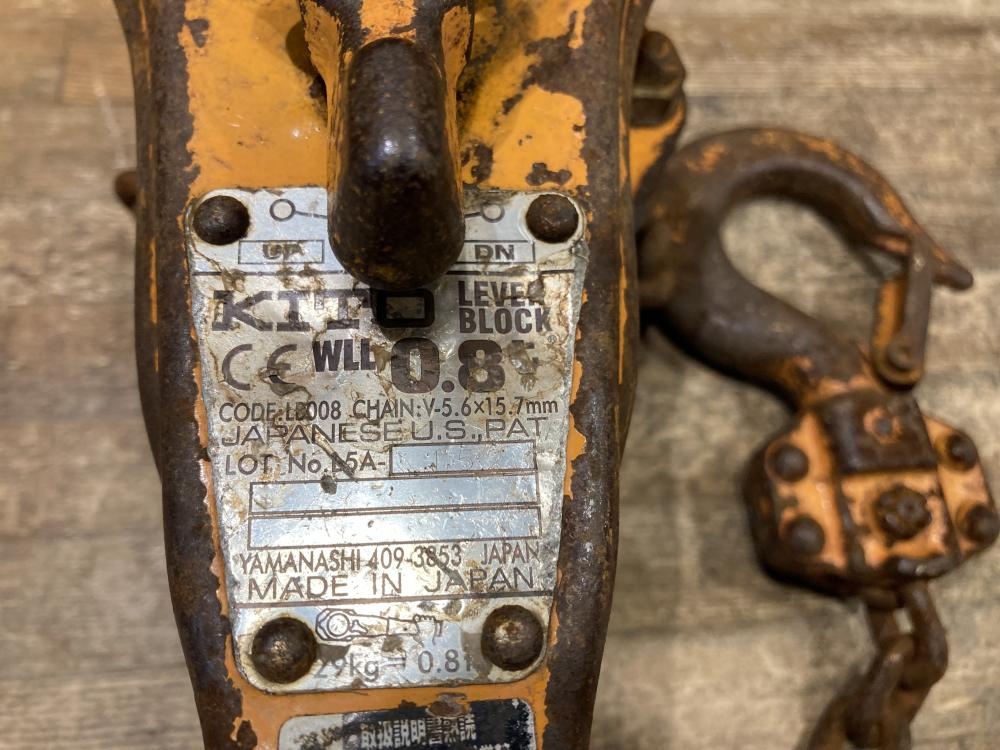 UP DN
KITO LEVER BLOCK
CE WLL 0.8t
CODE:LB008 CHAIN:V-5.6×15.7mm
JAPANESE U.S., PAT
LOT No. L5A-
YAMANASHI 409-3853 JAPAN
MADE IN JAPAN
29kg 0.8t
取扱説明書熟読